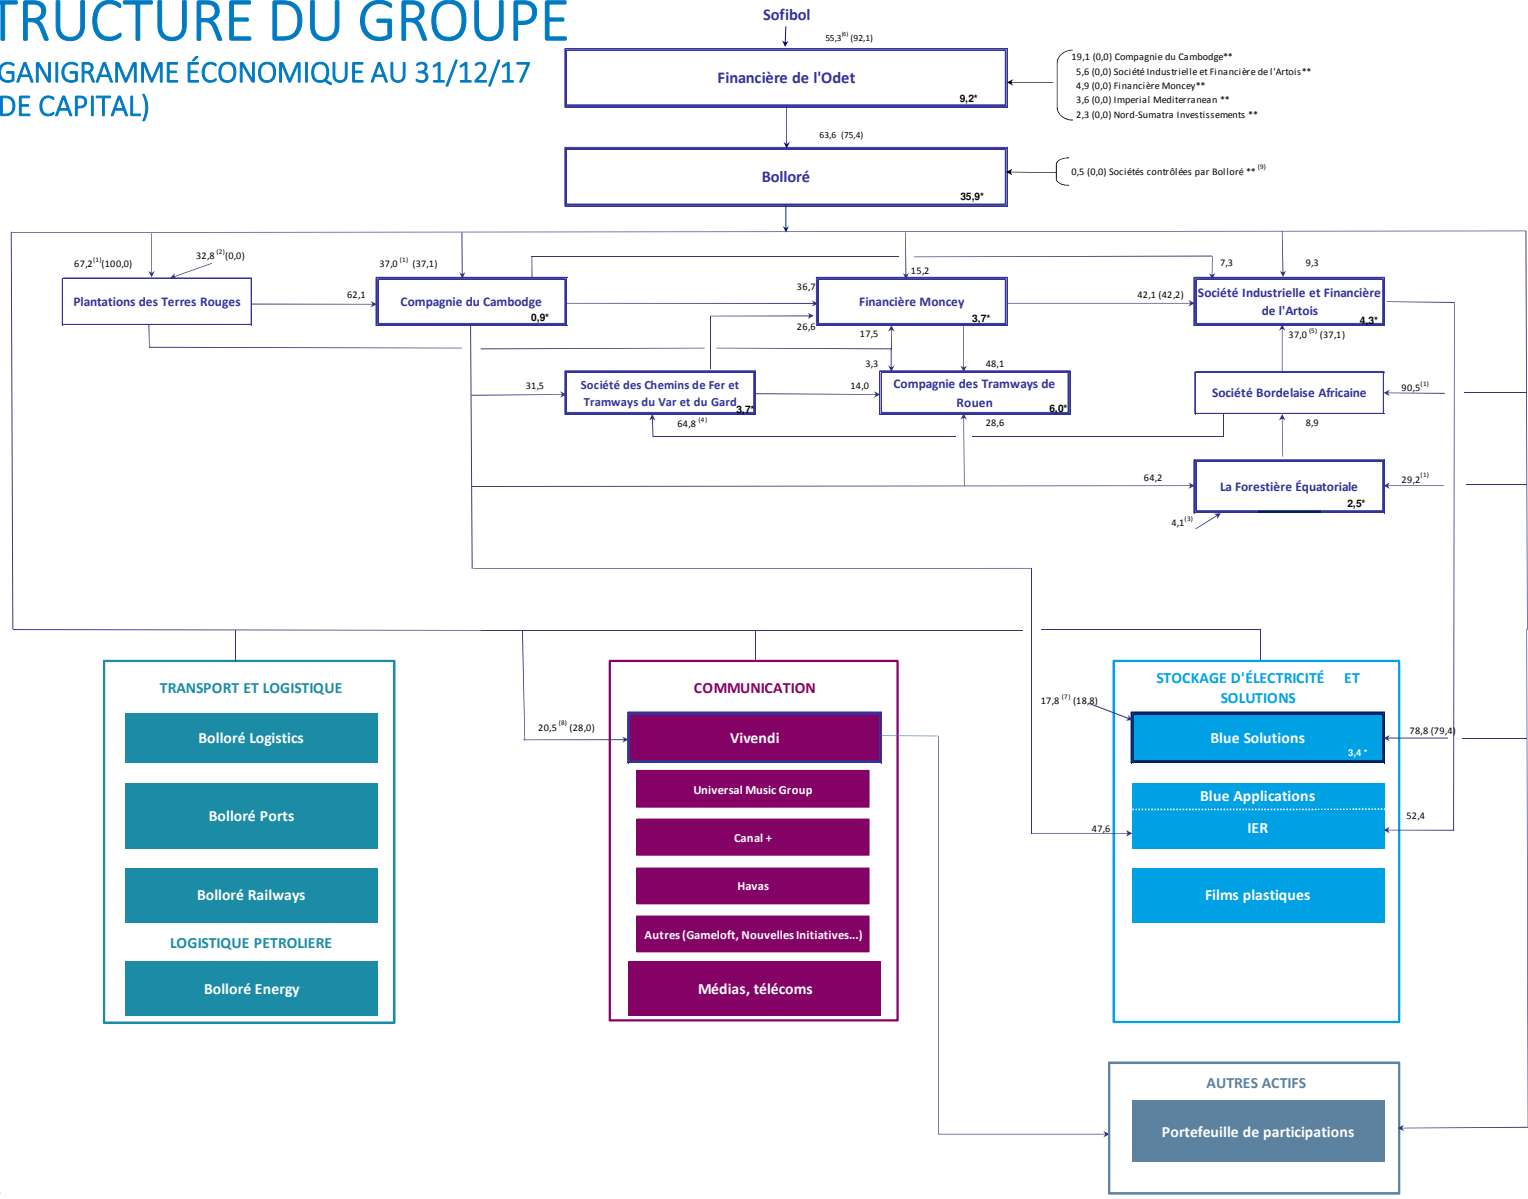 TRUCTURE DU GROUPE
GANIGRAMME ÉCONOMIQUE AU 31/12/17
DE CAPITAL)
Sofibol
55,3(6) (92,1)
Financière de l'Odet
9,2*
19,1 (0,0) Compagnie du Cambodge**
5,6 (0,0) Société Industrielle et Financière de l'Artois**
4,9 (0,0) Financière Moncey**
3,6 (0,0) Imperial Mediterranean **
2,3 (0,0) Nord-Sumatra Investissements **
63,6 (75,4)
Bolloré
35,9*
0,5 (0,0) Sociétés contrôlées par Bolloré ** (9)
67,2(1)(100,0)
32,8(2)(0,0)
37,0 (1) (37,1)
15,2
7,3
9,3
Plantations des Terres Rouges
62,1
Compagnie du Cambodge
0,9*
36,7
26,6
Financière Moncey
3,7*
42,1 (42,2)
Société Industrielle et Financière
de l'Artois
4,3*
17,5
37,0 (5) (37,1)
3,3
48,1
31,5
Société des Chemins de Fer et
Tramways du Var et du Gard
3,7*
14,0
Compagnie des Tramways de
Rouen
6,0*
Société Bordelaise Africaine
90,5(1)
64,8 (4)
28,6
8,9
64,2
La Forestière Équatoriale
2,5*
29,2(1)
4,1(3)
TRANSPORT ET LOGISTIQUE
Bolloré Logistics
Bolloré Ports
Bolloré Railways
LOGISTIQUE PETROLIERE
Bolloré Energy
COMMUNICATION
20,5 (8) (28,0)
Vivendi
Universal Music Group
Canal +
Havas
Autres (Gameloft, Nouvelles Initiatives...)
Médias, télécoms
STOCKAGE D'ÉLECTRICITÉ ET
SOLUTIONS
17,8 (7) (18,8)
Blue Solutions
3,4 *
78,8 (79,4)
Blue Applications
IER
47,6
52,4
Films plastiques
AUTRES ACTIFS
Portefeuille de participations